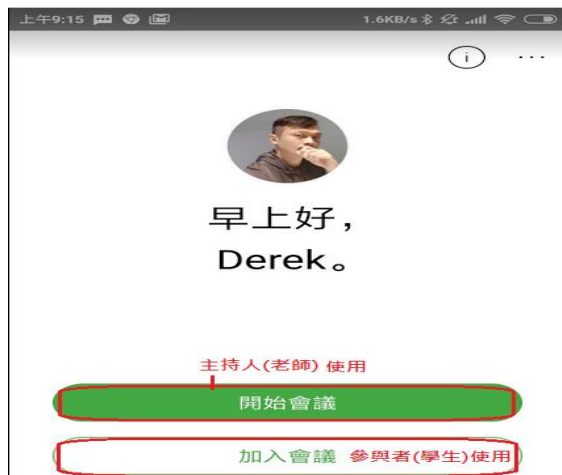 上午9:15 1.6KB/s
i ...
早上好，
Derek。
主持人(老師) 使用
開始會議
加入會議 參與者(學生)使用